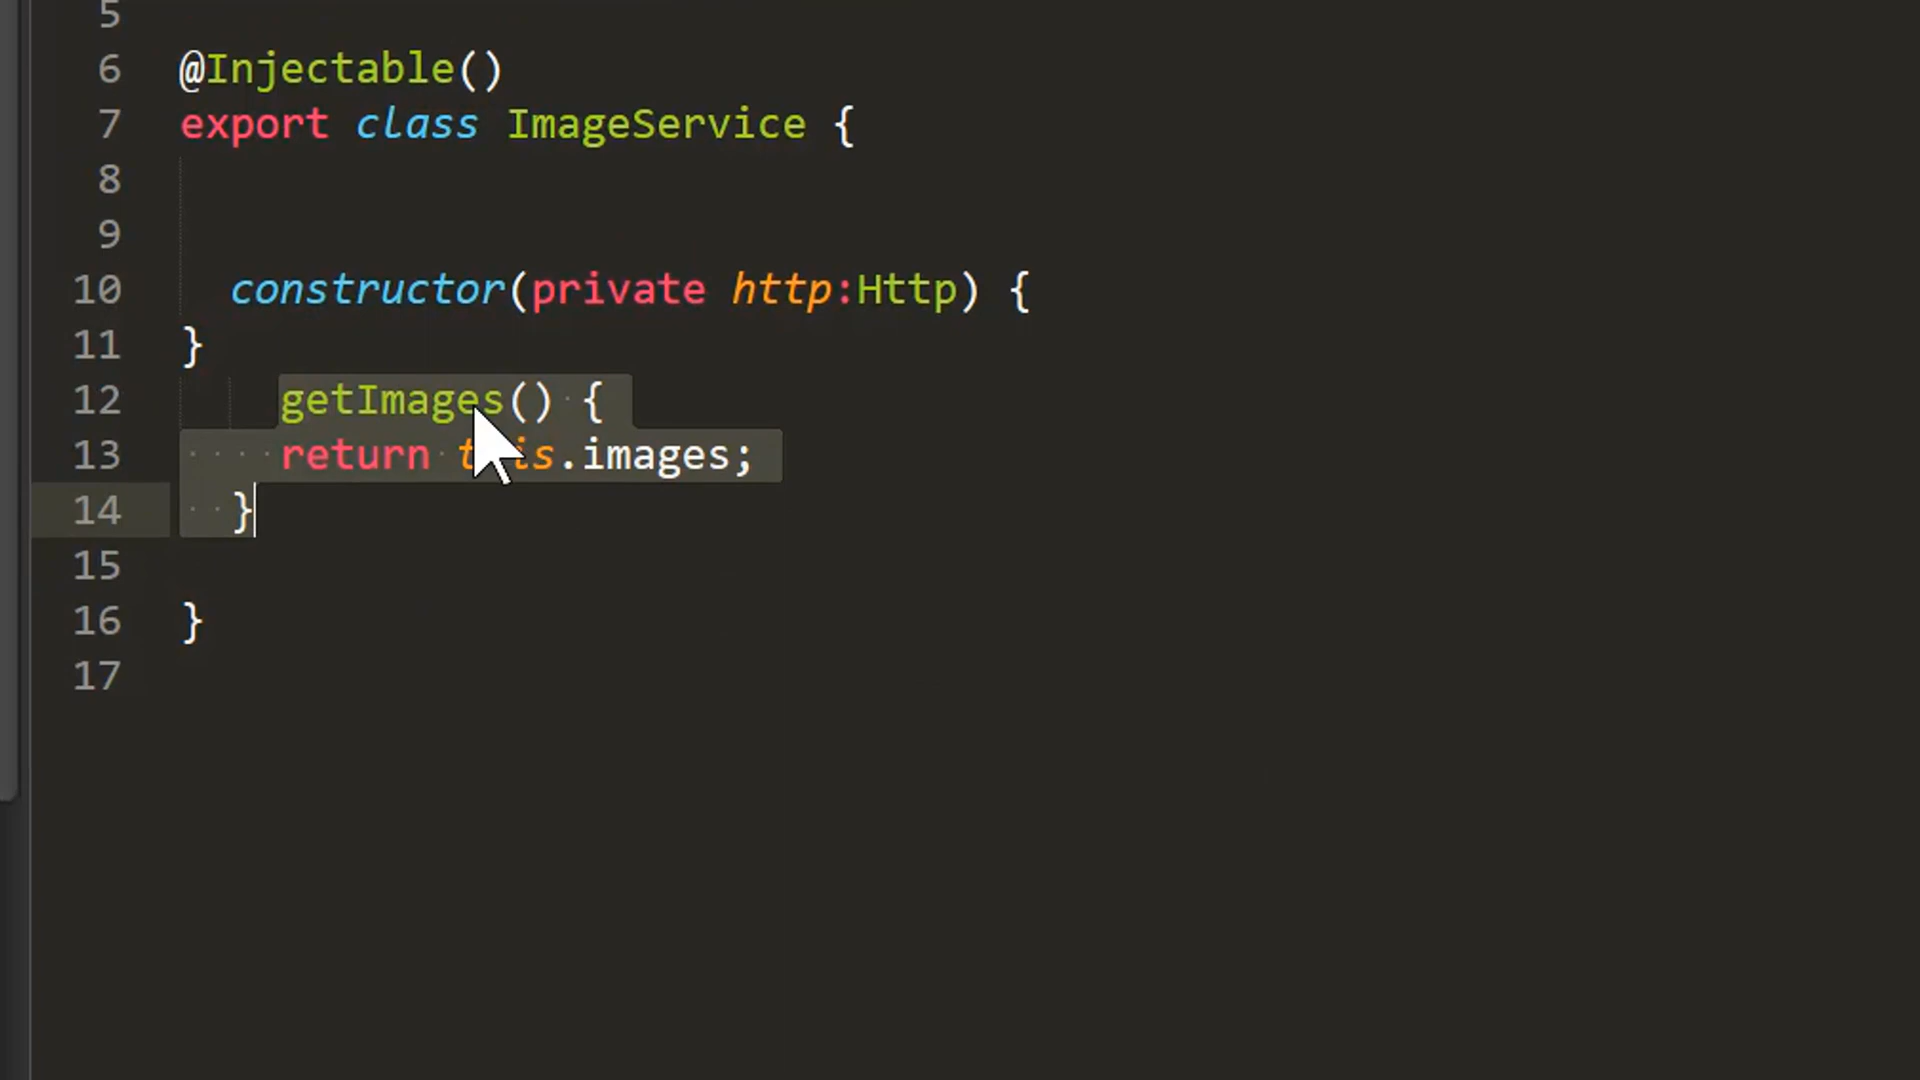 5
6 @Injectable()
7 export class ImageService {
8
9
10 constructor(private http:Http) {
11 }
12 getImages() {
13 return this.images;
14 }
15
16 }
17